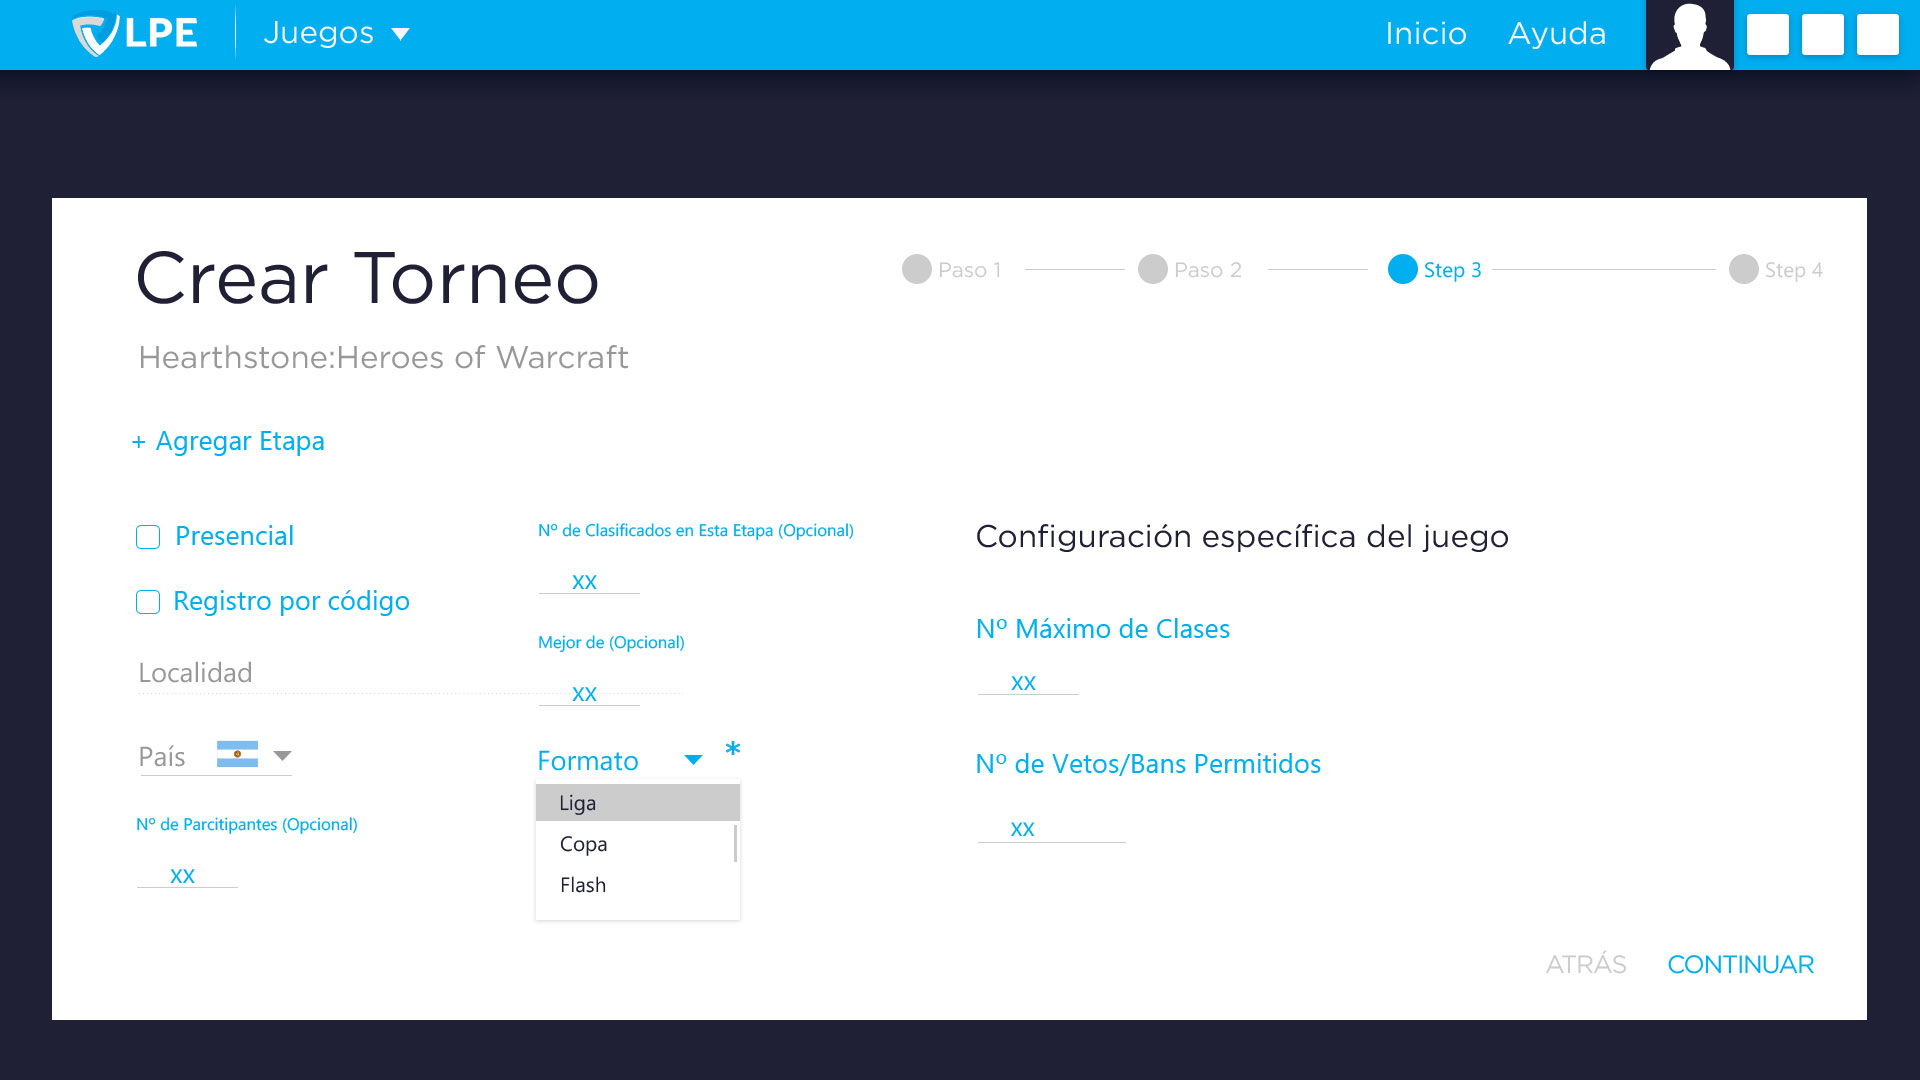 LPE
Juegos
Inicio
Ayuda
Crear Torneo
Paso 1
Paso 2
Step 3
Step 4
Hearthstone:Heroes of Warcraft
+ Agregar Etapa
Presencial
Registro por código
Localidad
País
Nº de Parcitipantes (Opcional)
xx
Nº de Clasificados en Esta Etapa (Opcional)
xx
Mejor de (Opcional)
xx
Formato *
Liga
Copa
Flash
Configuración específica del juego
Nº Máximo de Clases
xx
Nº de Vetos/Bans Permitidos
xx
ATRÁS
CONTINUAR